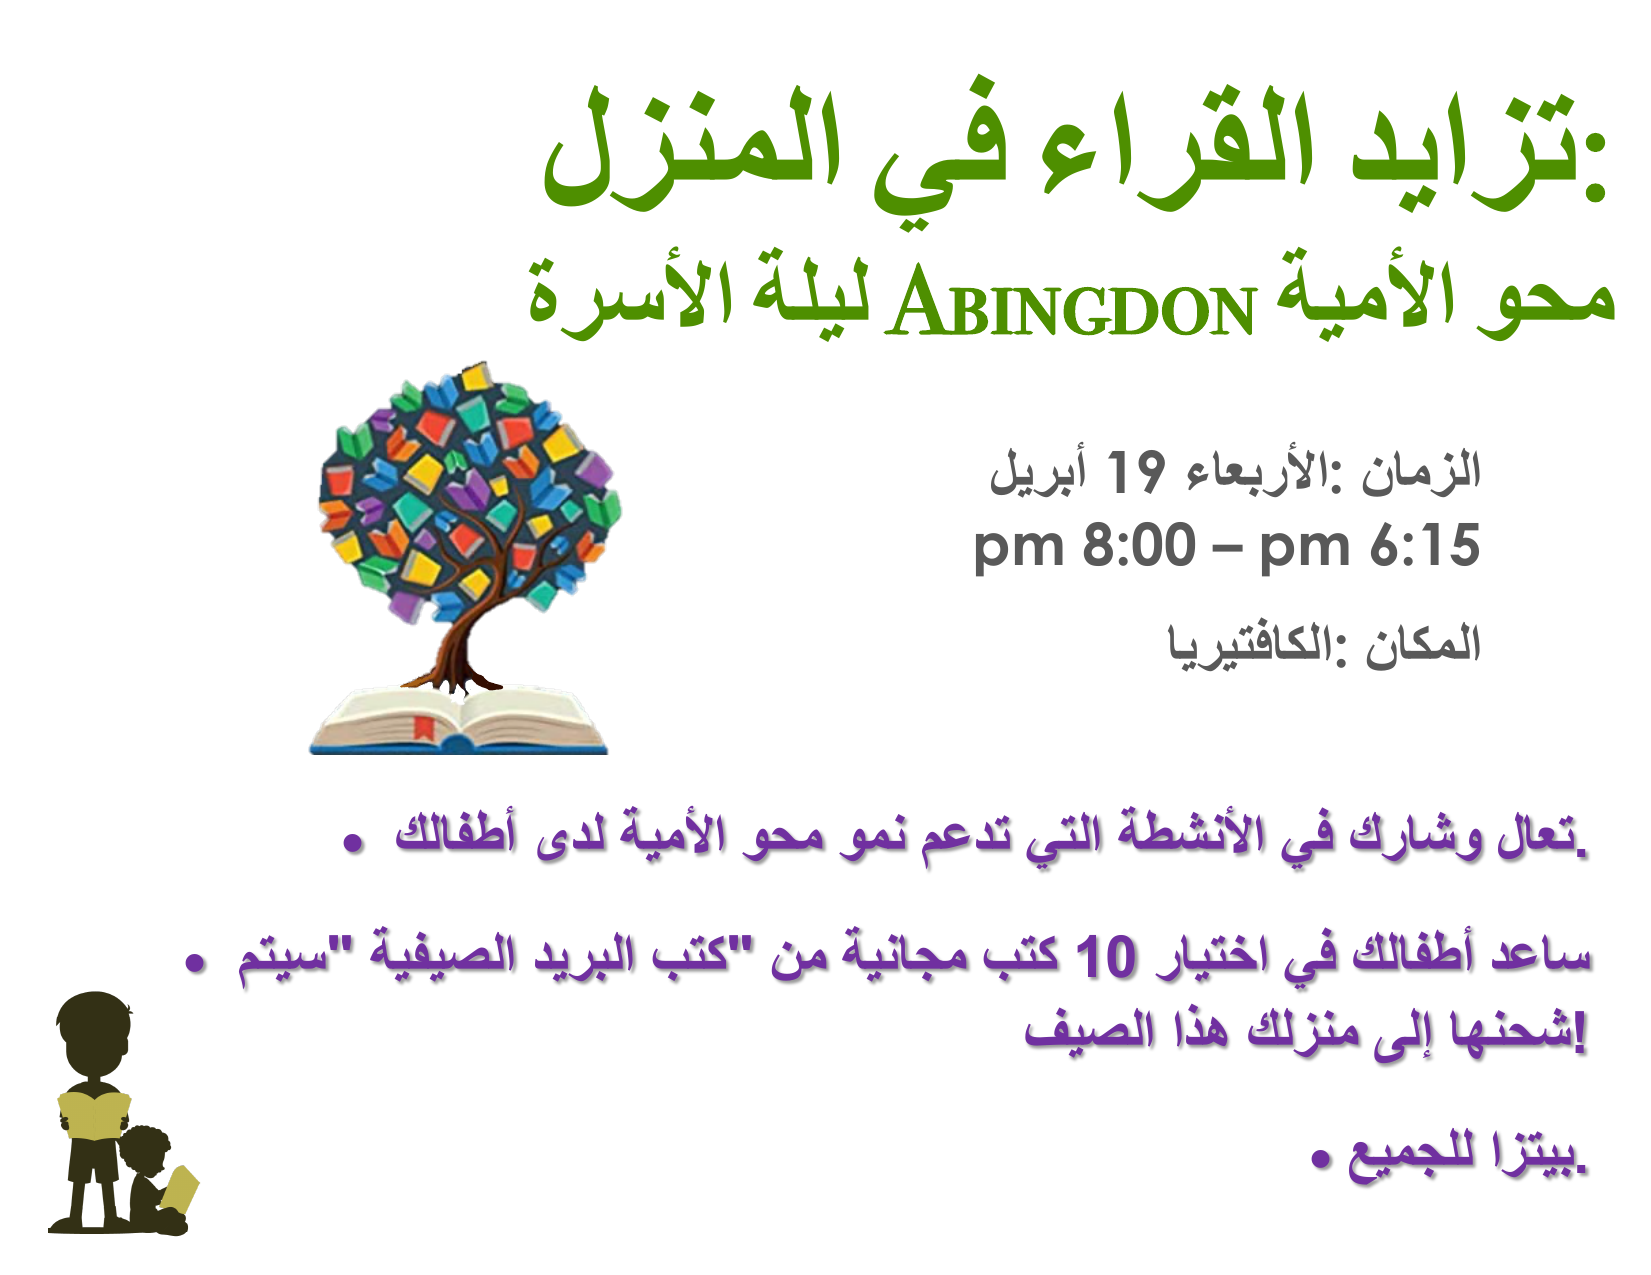 تزايد القراء في المنزل:
محو الأمية ABINGDON ليلة الأسرة
الزمان :الأربعاء 19 أبريل
6:15 pm – 8:00 pm
المكان :الكافتيريا
• تعال وشارك في الأنشطة التي تدعم نمو محو الأمية لدى أطفالك.
• ساعد أطفالك في اختيار 10 كتب مجانية من "كتب البريد الصيفية "سيتم
شحنها إلى منزلك هذا الصيف!
• بيتزا للجميع.